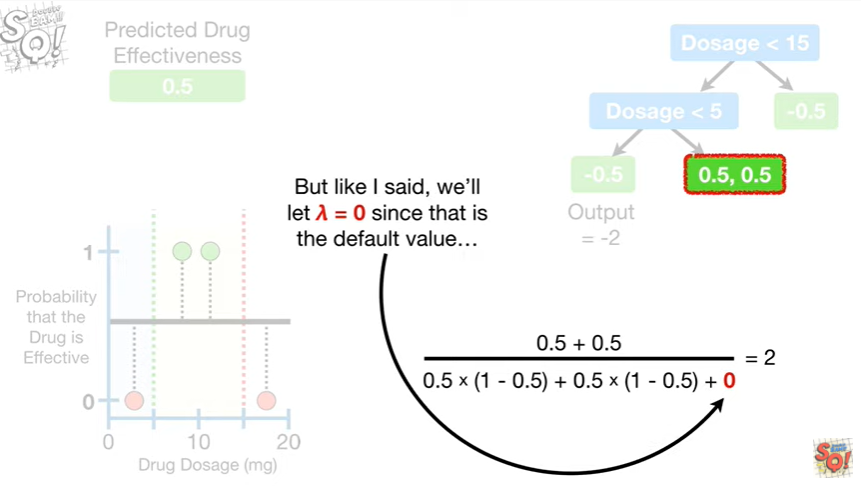 STATQUEST
SQ!
Predicted Drug
Effectiveness
0.5
Dosage < 15
Dosage < 5
-0.5
-0.5
0.5, 0.5
Output
= -2
But like I said, we'll
let λ = 0 since that is
the default value…
1
Probability
that the
Drug is
Effective
0
0
10
20
Drug Dosage (mg)
0.5 + 0.5
0.5 × (1 - 0.5) + 0.5 × (1 - 0.5) + 0
= 2
SQ!